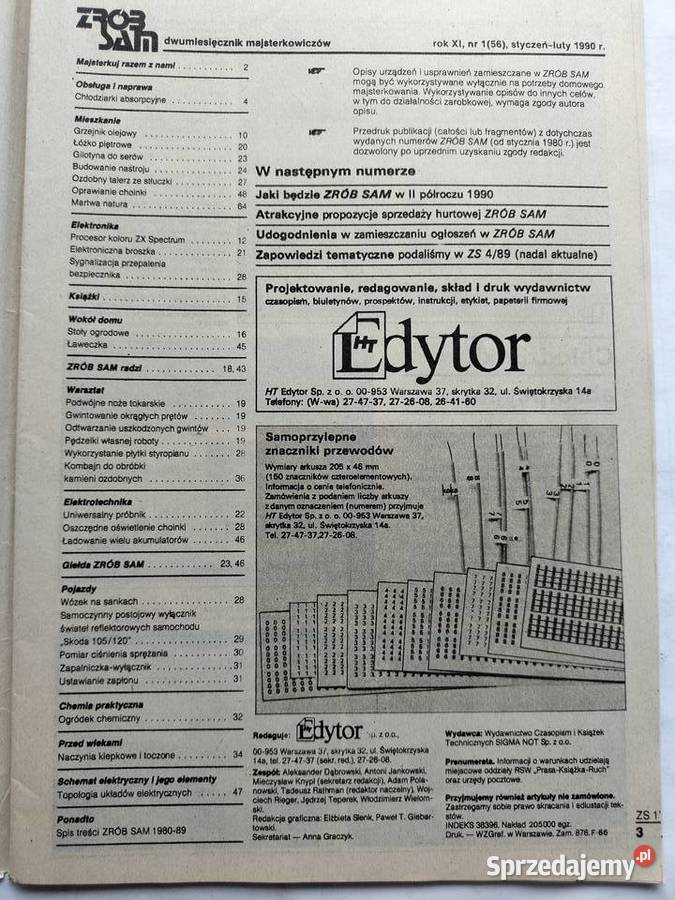 ZRÓB SAM
dwumiesięcznik majsterkowiczów
rok XI, nr 1(56), styczeń-luty 1990 r.
Majsterkuj razem z nami ........... 2
Obsługa i naprawa
Chłodziarki absorpcyjne ............ 4
Mieszkanie
Grzejnik olejowy ............ 10
Łóżko piętrowe ............ 20
Gilotyna do serów ............ 23
Budowanie nastroju ............ 24
Ozdobny talerz ze stłuczki ........ 27
Oprawianie choinki ............ 48
Martwa natura ............ 64
Elektronika
Procesor koloru ZX Spectrum ........ 12
Elektroniczna broszka ............ 21
Sygnalizacja przepalenia
bezpiecznika ............ 28
Książki ............ 15
Wokół domu
Stoły ogrodowe ............ 16
Ławeczka ............ 45
ZRÓB SAM radzi ............ 18, 43
Warsztat
Podwójne noże tokarskie ........ 19
Gwintowanie okrągłych prętów ........ 19
Odtwarzanie uszkodzonych gwintów ... 19
Pędzelki własnej roboty ............ 19
Wykorzystanie płytki styropianu ..... 28
Kombajn do obróbki
kamieni ozdobnych ............ 36
Elektrotechnika
Uniwersalny próbnik ............ 22
Oszczędne oświetlenie choinki ..... 28
Ładowanie wielu akumulatorów ..... 46
Giełda ZRÓB SAM ............ 23, 46
Pojazdy
Wózek na sankach ............ 28
Samoczynny postojowy wyłącznik
świateł reflektorowych samochodu
„Skoda 105/120" ............ 29
Pomiar ciśnienia sprężania ........ 30
Zapalniczka-wyłącznik ............ 31
Ustawianie zapłonu ............ 31
Chemia praktyczna
Ogródek chemiczny ............ 32
Przed wiekami
Naczynia klepkowe i toczone ........ 34
Schemat elektryczny i jego elementy
Topologia układów elektrycznych ..... 47
Ponadto
Spis treści ZRÓB SAM 1980-89
Opisy urządzeń i usprawnień zamieszczane w ZRÓB SAM
mogą być wykorzystywane wyłącznie na potrzeby domowego
majsterkowania. Wykorzystywanie opisów do innych celów,
w tym do działalności zarobkowej, wymaga zgody autora
opisu.
Przedruk publikacji (całości lub fragmentów) z dotychczas
wydanych numerów ZRÓB SAM (od stycznia 1980 r.) jest
dozwolony po uprzednim uzyskaniu zgody redakcji.
W następnym numerze
Jaki będzie ZRÓB SAM w II półroczu 1990
Atrakcyjne propozycje sprzedaży hurtowej ZRÓB SAM
Udogodnienia w zamieszczaniu ogłoszeń w ZRÓB SAM
Zapowiedzi tematyczne podaliśmy w ZS 4/89 (nadal aktualne)
Projektowanie, redagowanie, skład i druk wydawnictw
czasopism, biuletynów, prospektów, instrukcji, etykiet, papeterii firmowej
HT Edytor
HT Edytor Sp. z o. o. 00-953 Warszawa 37, skrytka 32, ul. Świętokrzyska 14a
Telefony: (W-wa) 27-47-37, 27-26-08, 26-41-60
Samoprzylepne
znaczniki przewodów
Wymiary arkusza 205 x 46 mm
(150 znaczników czteroelementowych).
Informacja o cenie telefonicznie.
Zamówienia z podaniem liczby arkuszy
z danym oznaczeniem (numerem) przyjmuje
HT Edytor Sp. z o. o. 00-953 Warszawa 37,
skrytka 32, ul. Świętokrzyska 14a.
Tel. 27-47-37, 27-26-08.
Redaguje: HT Edytor Sp. z o.o.,
00-953 Warszawa 37, skrytka 32, ul. Świętokrzyska
14a, tel. 27-47-37 (sekr. red.), 27-26-08.
Zespół: Aleksander Dąbrowski, Antoni Jankowski,
Mieczysław Knypl (sekretarz redakcji), Adam Pola-
nowski, Tadeusz Rathman (redaktor naczelny), Woj-
ciech Rieger, Jędrzej Teperek, Włodzimierz Wielom-
ski.
Redakcja graficzna: Elżbieta Slenk, Paweł T. Giebar-
towski.
Sekretariat — Anna Graczyk.
Wydawca: Wydawnictwo Czasopism i Książek
Technicznych SIGMA NOT Sp. z o.o.
Prenumerata. Informacji o warunkach udzielają
miejscowe oddziały RSW „Prasa-Książka-Ruch"
oraz urzędy pocztowe.
Przyjmujemy również artykuły nie zamówione.
Zastrzegamy sobie prawo skracania i adiustacji tek-
stów.
INDEKS 38396. Nakład 205000 egz.
Druk. — WZGraf. w Warszawie. Zam. 876. F-66
ZS 1
3
Sprzedajemy.pl